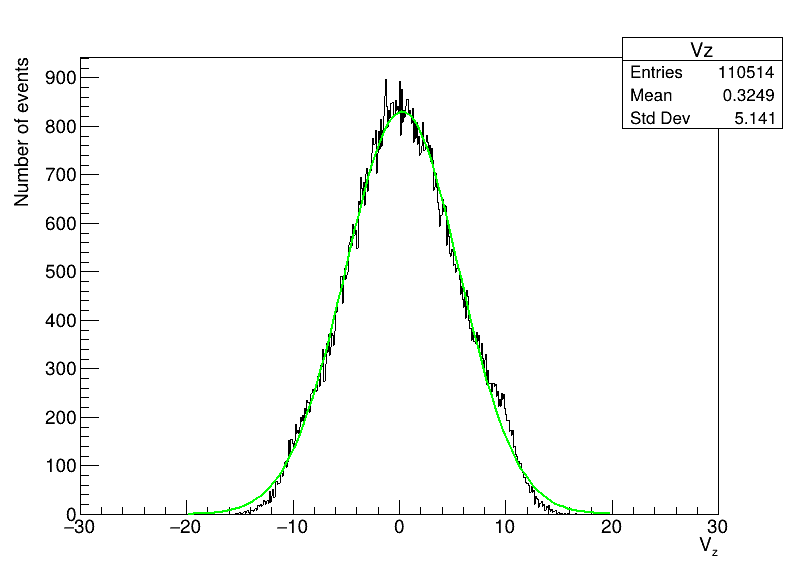 Vz
Entries 110514
Mean 0.3249
Std Dev 5.141
Number of events
900
800
700
600
500
400
300
200
100
0
−30 −20 −10 0 10 20 30
Vz